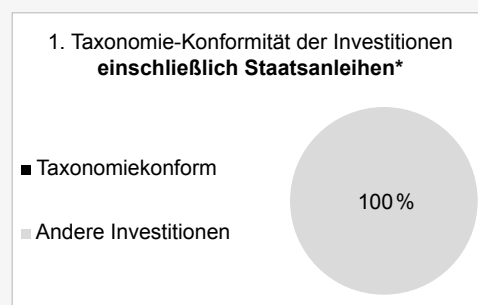 1. Taxonomie-Konformität der Investitionen
einschließlich Staatsanleihen*
Taxonomiekonform
100 %
Andere Investitionen